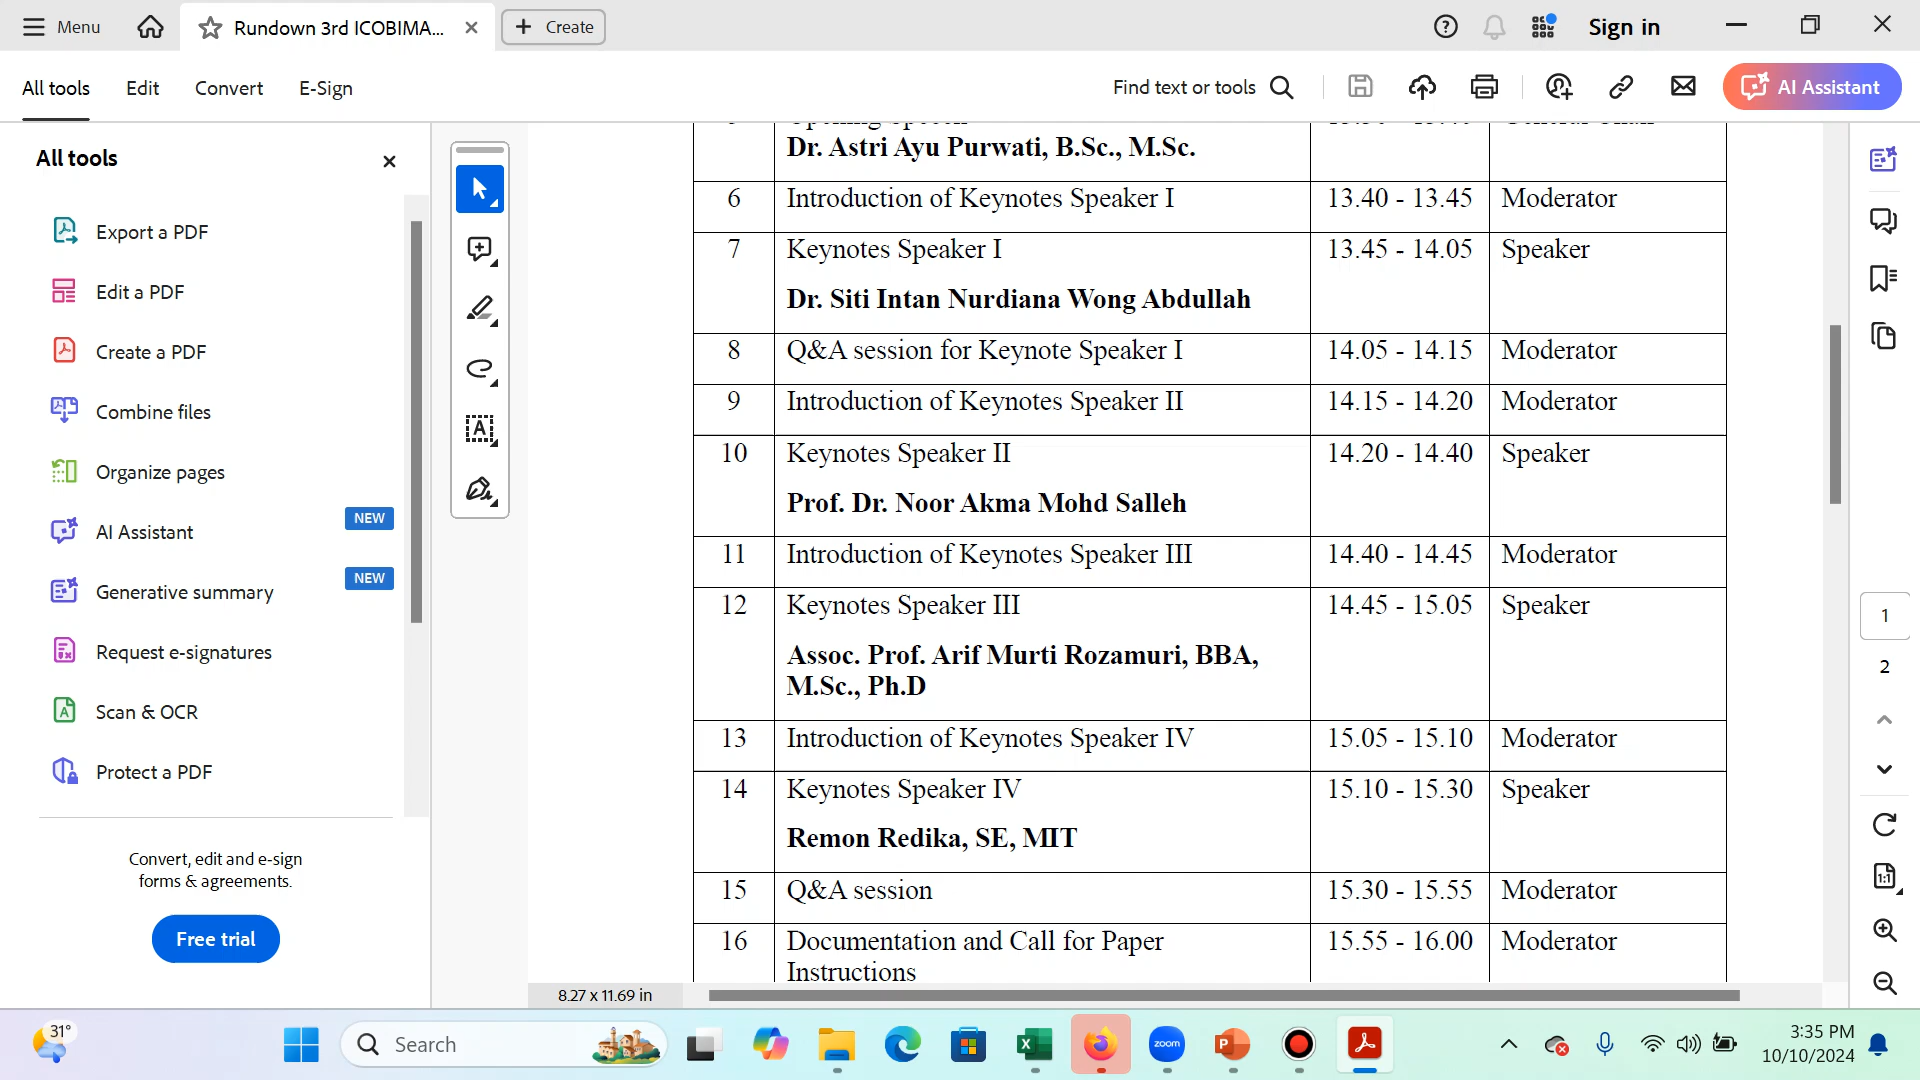 Menu
Rundown 3rd ICOBIMA...
Create
Sign in
All tools
Edit
Convert
E-Sign
Find text or tools
AI Assistant
All tools
Export a PDF
Edit a PDF
Create a PDF
Combine files
Organize pages
AI Assistant
NEW
Generative summary
NEW
Request e-signatures
Scan & OCR
Protect a PDF
Convert, edit and e-sign
forms & agreements.
Free trial
Dr. Astri Ayu Purwati, B.Sc., M.Sc.
6 Introduction of Keynotes Speaker I 13.40 - 13.45 Moderator
7 Keynotes Speaker I 13.45 - 14.05 Speaker
Dr. Siti Intan Nurdiana Wong Abdullah
8 Q&A session for Keynote Speaker I 14.05 - 14.15 Moderator
9 Introduction of Keynotes Speaker II 14.15 - 14.20 Moderator
10 Keynotes Speaker II 14.20 - 14.40 Speaker
Prof. Dr. Noor Akma Mohd Salleh
11 Introduction of Keynotes Speaker III 14.40 - 14.45 Moderator
12 Keynotes Speaker III 14.45 - 15.05 Speaker
Assoc. Prof. Arif Murti Rozamuri, BBA,
M.Sc., Ph.D
13 Introduction of Keynotes Speaker IV 15.05 - 15.10 Moderator
14 Keynotes Speaker IV 15.10 - 15.30 Speaker
Remon Redika, SE, MIT
15 Q&A session 15.30 - 15.55 Moderator
16 Documentation and Call for Paper 15.55 - 16.00 Moderator
Instructions
8.27 x 11.69 in
1
2
1:1
31°
Search
zoom
3:35 PM
10/10/2024